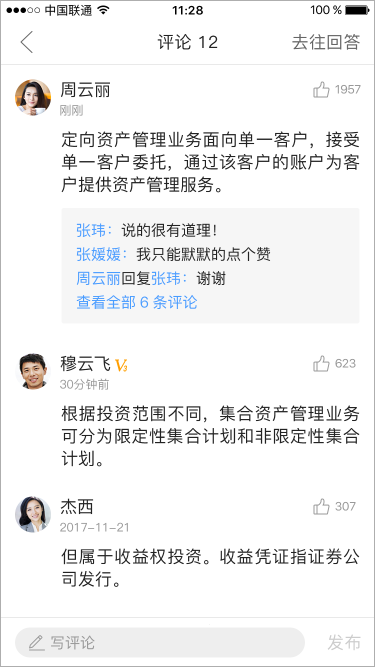 中国联通 11:28 100 %
评论 12 去往回答
周云丽 1957
刚刚
定向资产管理业务面向单一客户，接受
单一客户委托，通过该客户的账户为客
户提供资产管理服务。
张玮：说的很有道理！
张媛媛：我只能默默的点个赞
周云丽回复张玮：谢谢
查看全部 6 条评论
穆云飞 V3 623
30分钟前
根据投资范围不同，集合资产管理业务
可分为限定性集合计划和非限定性集合
计划。
杰西 307
2017-11-21
但属于收益权投资。收益凭证指证券公
司发行。
写评论 发布